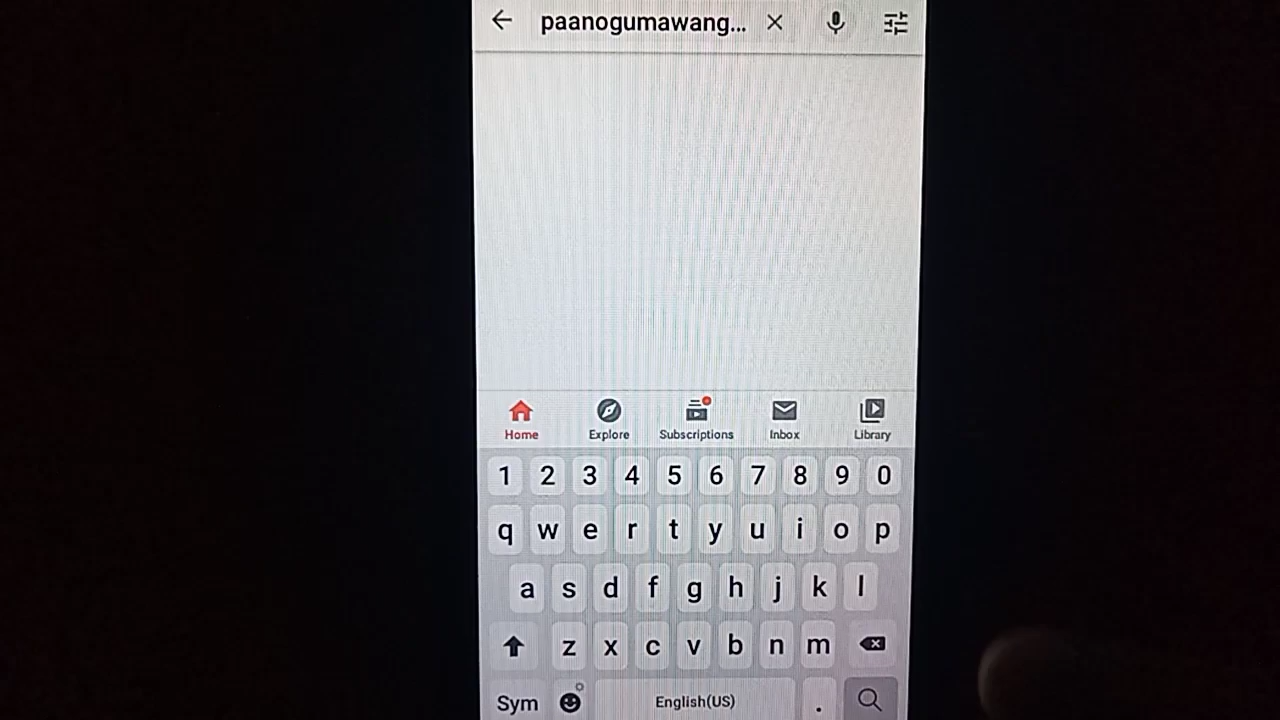 paanogumawang...
Home Explore Subscriptions Inbox Library
1 2 3 4 5 6 7 8 9 0
q w e r t y u i o p
a s d f g h j k l
z x c v b n m
Sym English(US) .